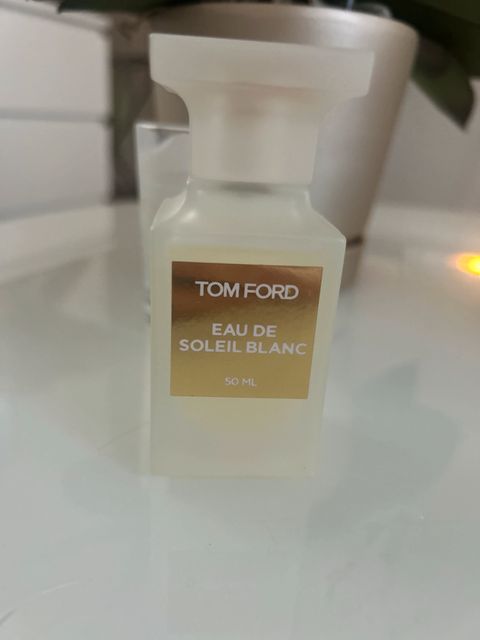 TOM FORD
EAU DE
SOLEIL BLANC
50 ML